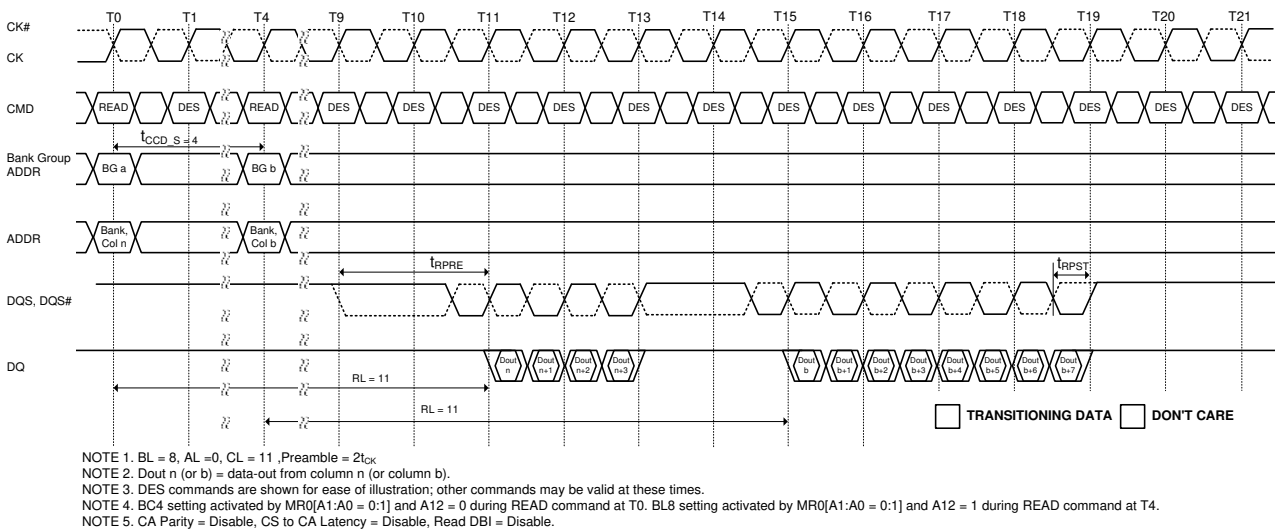 T0 T1 T4 T9 T10 T11 T12 T13 T14 T15 T16 T17 T18 T19 T20 T21
CK#
CK
CMD READ DES READ DES DES DES DES DES DES DES DES DES DES DES DES DES
tCCD_S = 4
Bank Group
ADDR
BG a BG b
ADDR
Bank,
Col n
Bank,
Col b
tRPRE tRPST
DQS, DQS#
DQ
Dout
n
Dout
n+1
Dout
n+2
Dout
n+3
Dout
b
Dout
b+1
Dout
b+2
Dout
b+3
Dout
b+4
Dout
b+5
Dout
b+6
Dout
b+7
RL = 11
RL = 11
TRANSITIONING DATA DON'T CARE
NOTE 1. BL = 8, AL =0, CL = 11 ,Preamble = 2tCK
NOTE 2. Dout n (or b) = data-out from column n (or column b).
NOTE 3. DES commands are shown for ease of illustration; other commands may be valid at these times.
NOTE 4. BC4 setting activated by MR0[A1:A0 = 0:1] and A12 = 0 during READ command at T0. BL8 setting activated by MR0[A1:A0 = 0:1] and A12 = 1 during READ command at T4.
NOTE 5. CA Parity = Disable, CS to CA Latency = Disable, Read DBI = Disable.